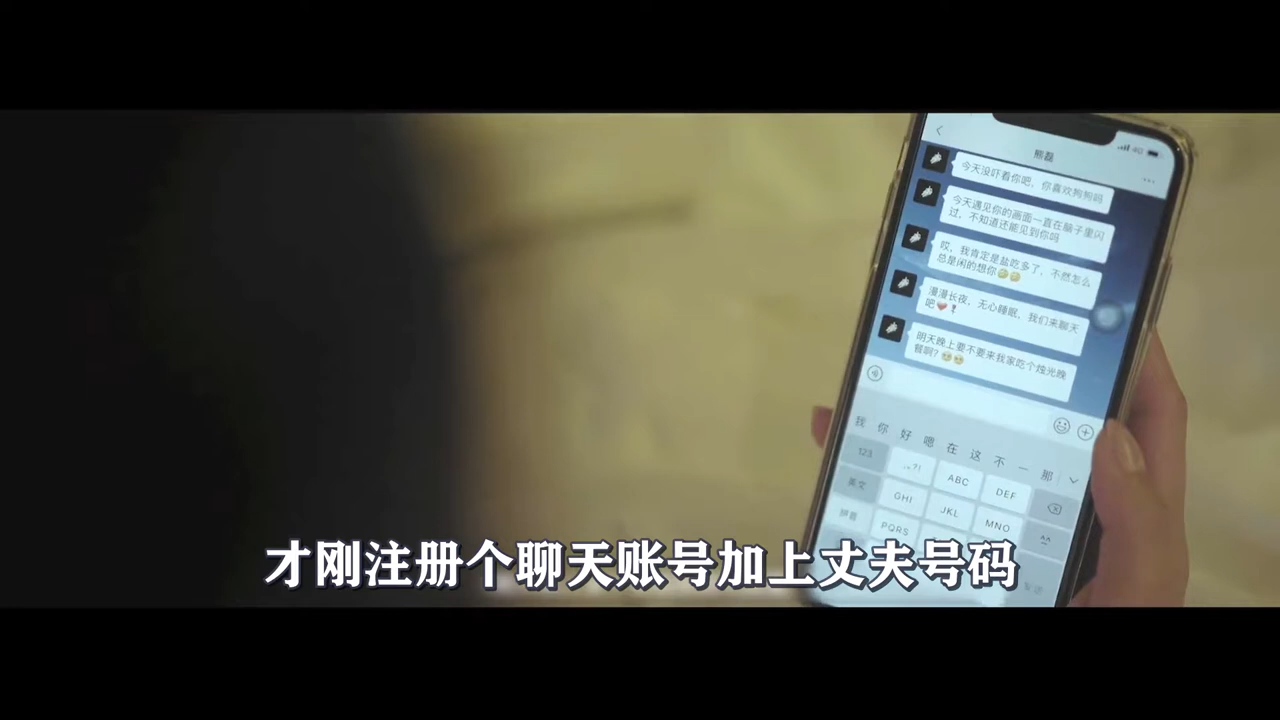 4G
熊磊
今天没吓着你吧，你喜欢狗狗吗
今天遇见你的画面一直在脑子里闪
过，不知道还能见到你吗
哎，我肯定是盐吃多了，不然怎么
总是闲的想你
漫漫长夜，无心睡眠，我们来聊天
吧
明天晚上要不要来我家吃个烛光晚
餐啊？
我 你 好 嗯 在 这 不 一 那
123 ,。?! ABC DEF
英文 GHI JKL MNO
拼音 PQRS
才刚注册个聊天账号加上丈夫号码